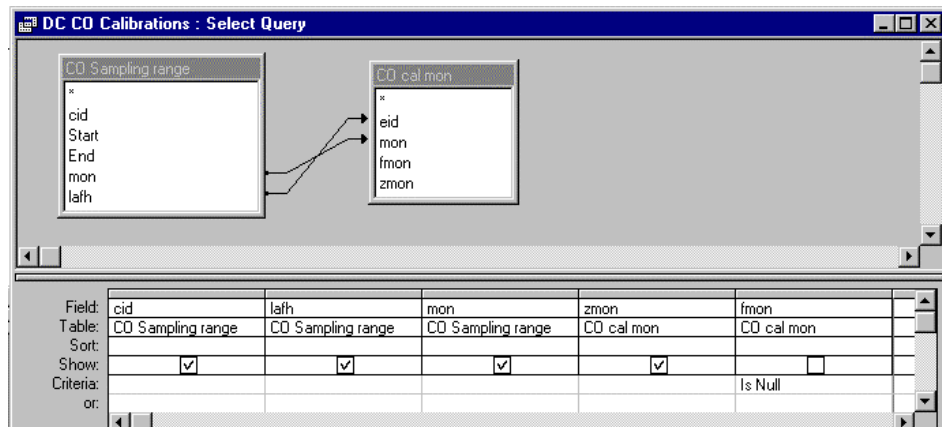 DC CO Calibrations : Select Query
CO Sampling range
*
cid
Start
End
mon
lafh
CO cal mon
*
eid
mon
fmon
zmon
Field: cid lafh mon zmon fmon
Table: CO Sampling range CO Sampling range CO Sampling range CO cal mon CO cal mon
Sort:
Show:
Criteria: Is Null
or: